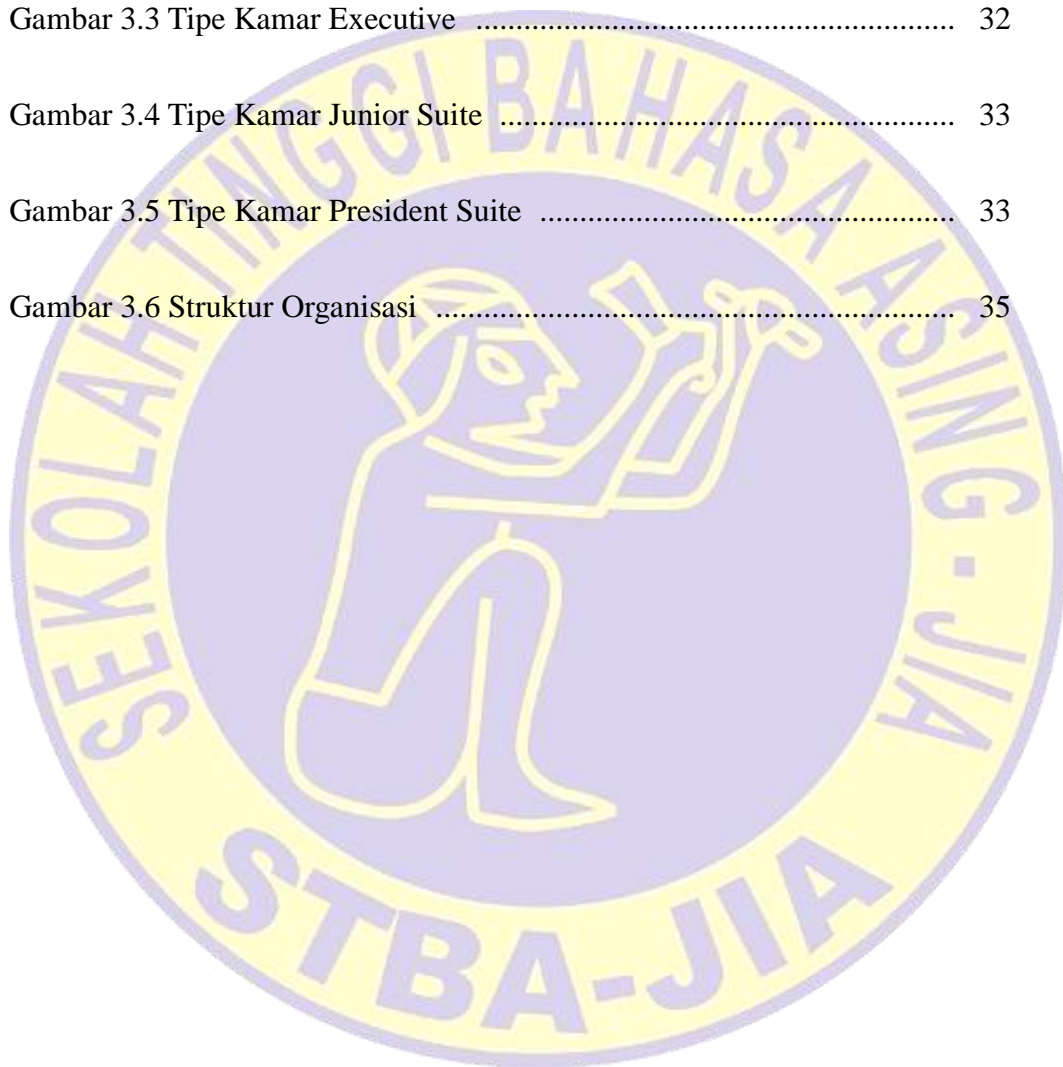 Gambar 3.3 Tipe Kamar Executive ........................................................................ 32
Gambar 3.4 Tipe Kamar Junior Suite .................................................................... 33
Gambar 3.5 Tipe Kamar President Suite .............................................................. 33
Gambar 3.6 Struktur Organisasi .............................................................................. 35
SEKOLAH TINGGI BAHASA ASING - JIA
STBA-JIA